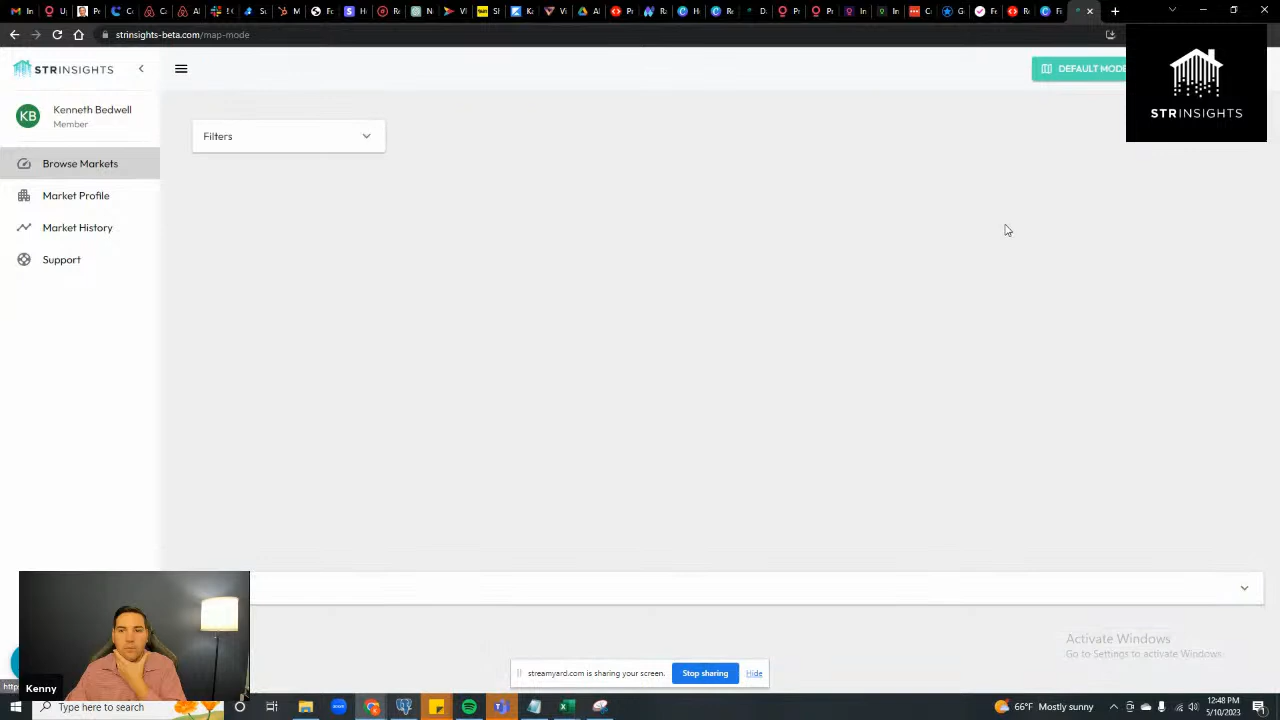 strinsights-beta.com/map-mode
STRINSIGHTS
DEFAULT MODE
STRINSIGHTS
KB
Kenneth Bedwell
Member
Filters
Browse Markets
Market Profile
Market History
Support
Activate Windows
Go to Settings to activate Windows.
streamyard.com is sharing your screen.
Stop sharing
Hide
Kenny
Type here to search
66°F Mostly sunny
12:48 PM
5/10/2023